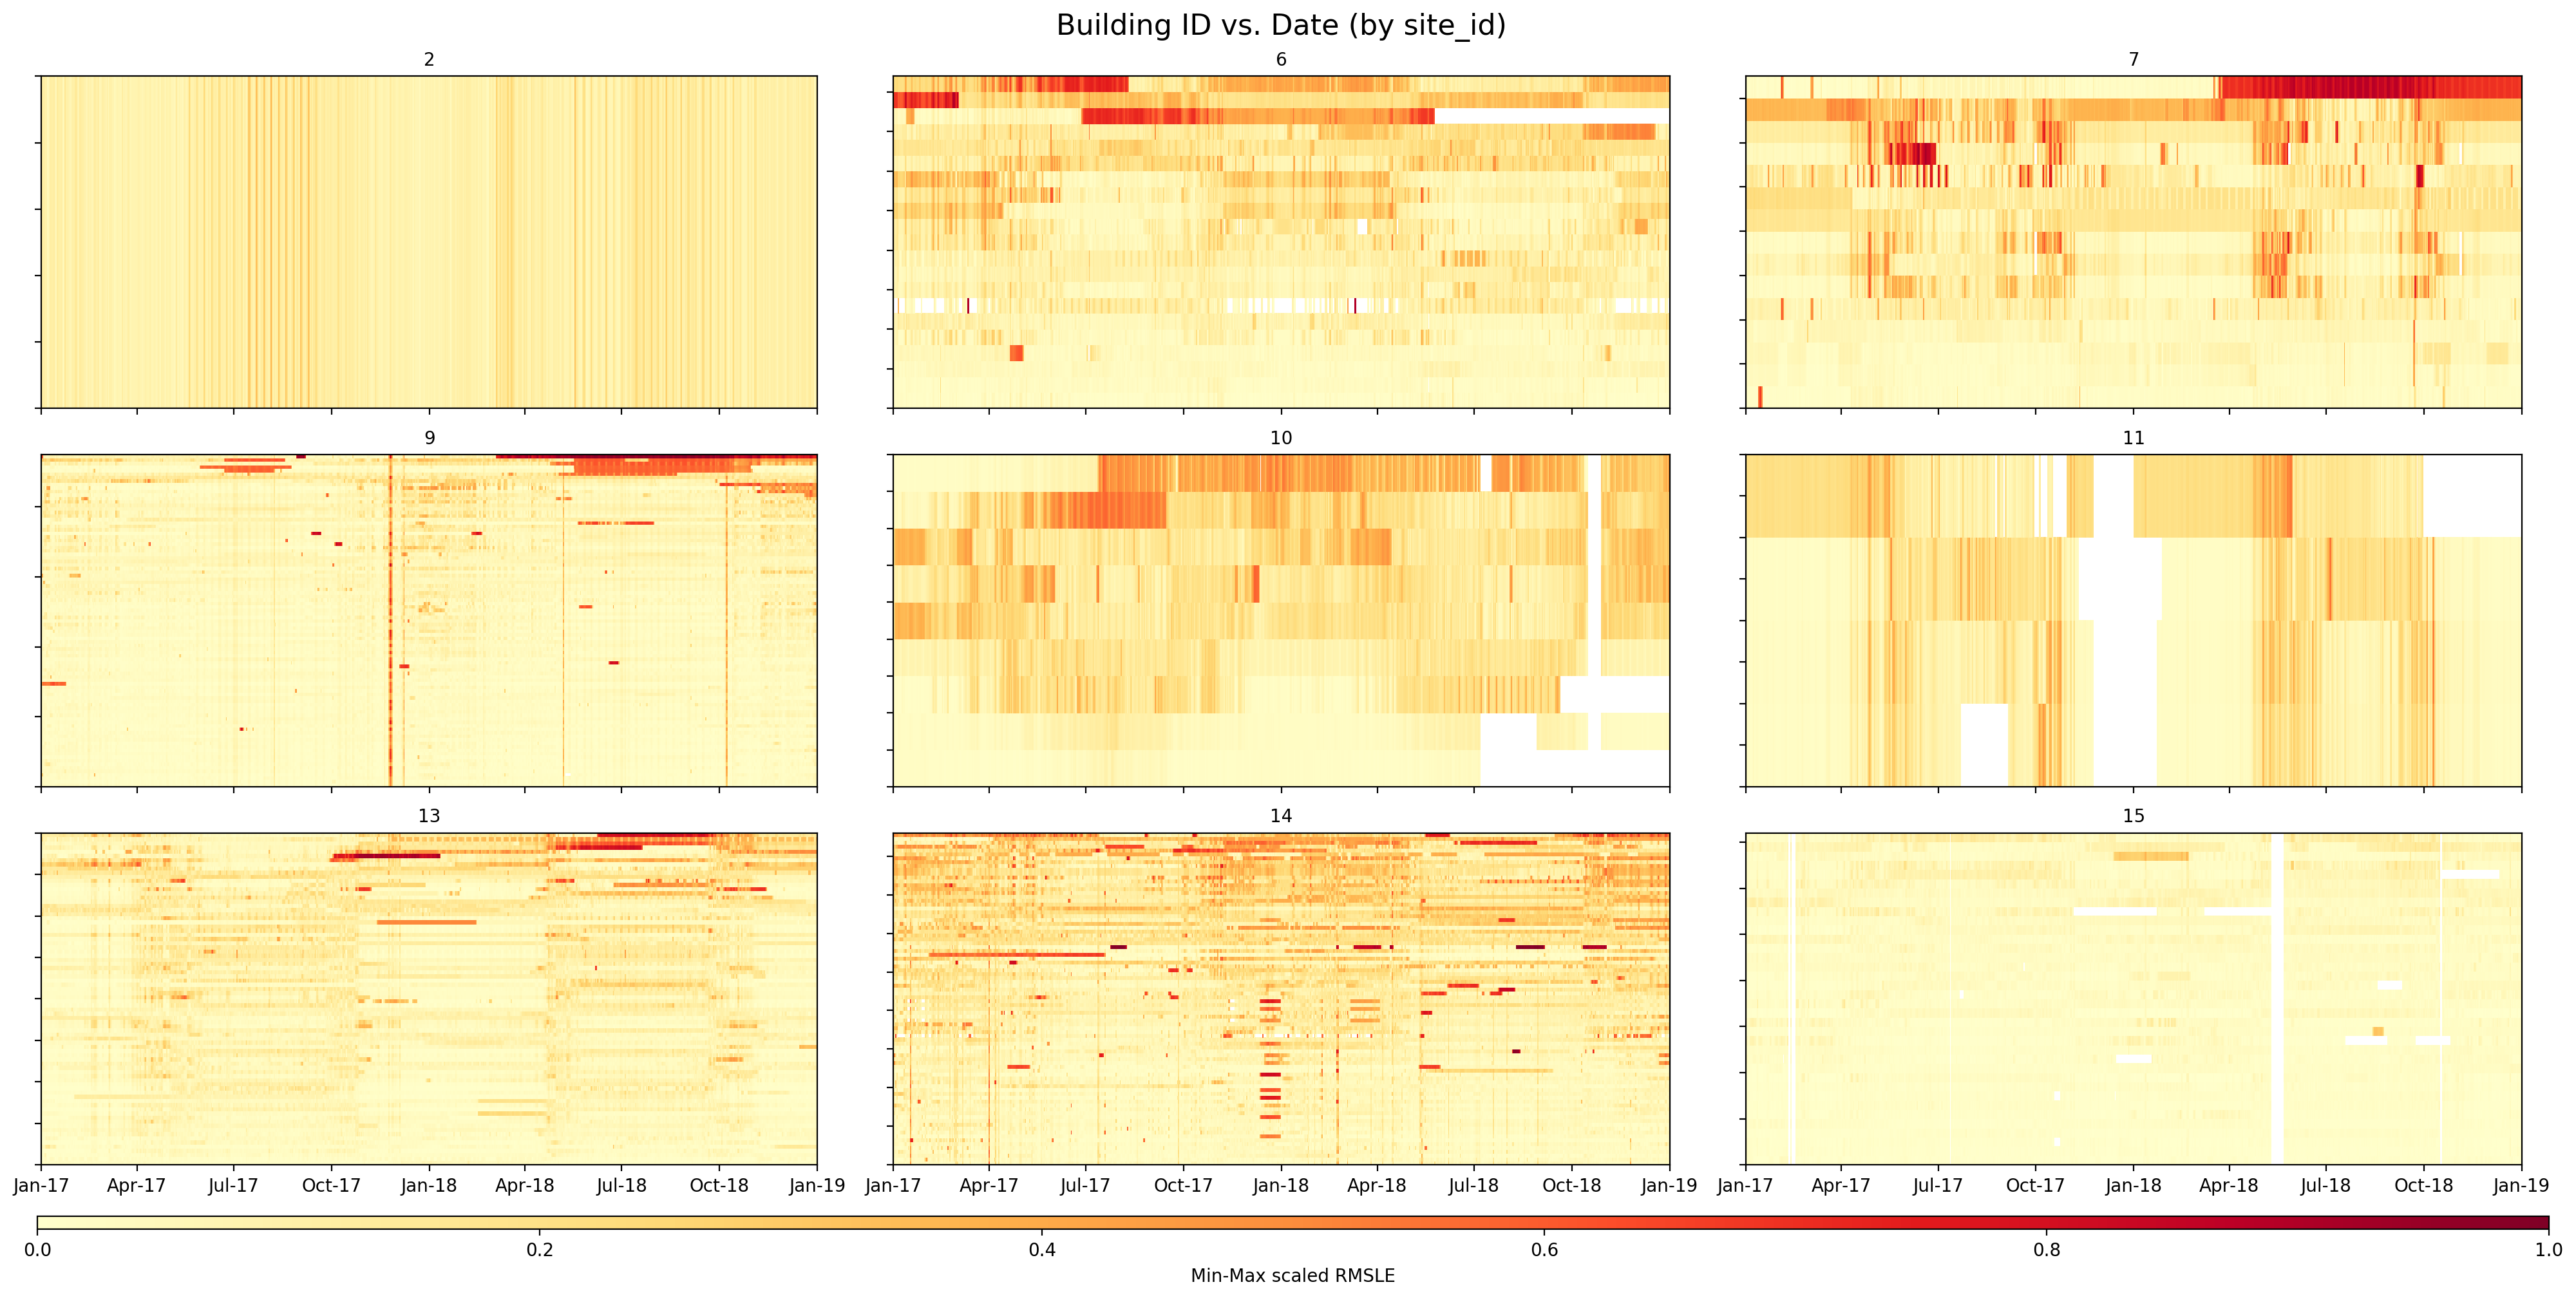 Building ID vs. Date (by site_id)
2
6
7
9
10
11
13
14
15
Jan-17 Apr-17 Jul-17 Oct-17 Jan-18 Apr-18 Jul-18 Oct-18 Jan-19
Jan-17 Apr-17 Jul-17 Oct-17 Jan-18 Apr-18 Jul-18 Oct-18 Jan-19
Jan-17 Apr-17 Jul-17 Oct-17 Jan-18 Apr-18 Jul-18 Oct-18 Jan-19
0.0 0.2 0.4 0.6 0.8 1.0
Min-Max scaled RMSLE